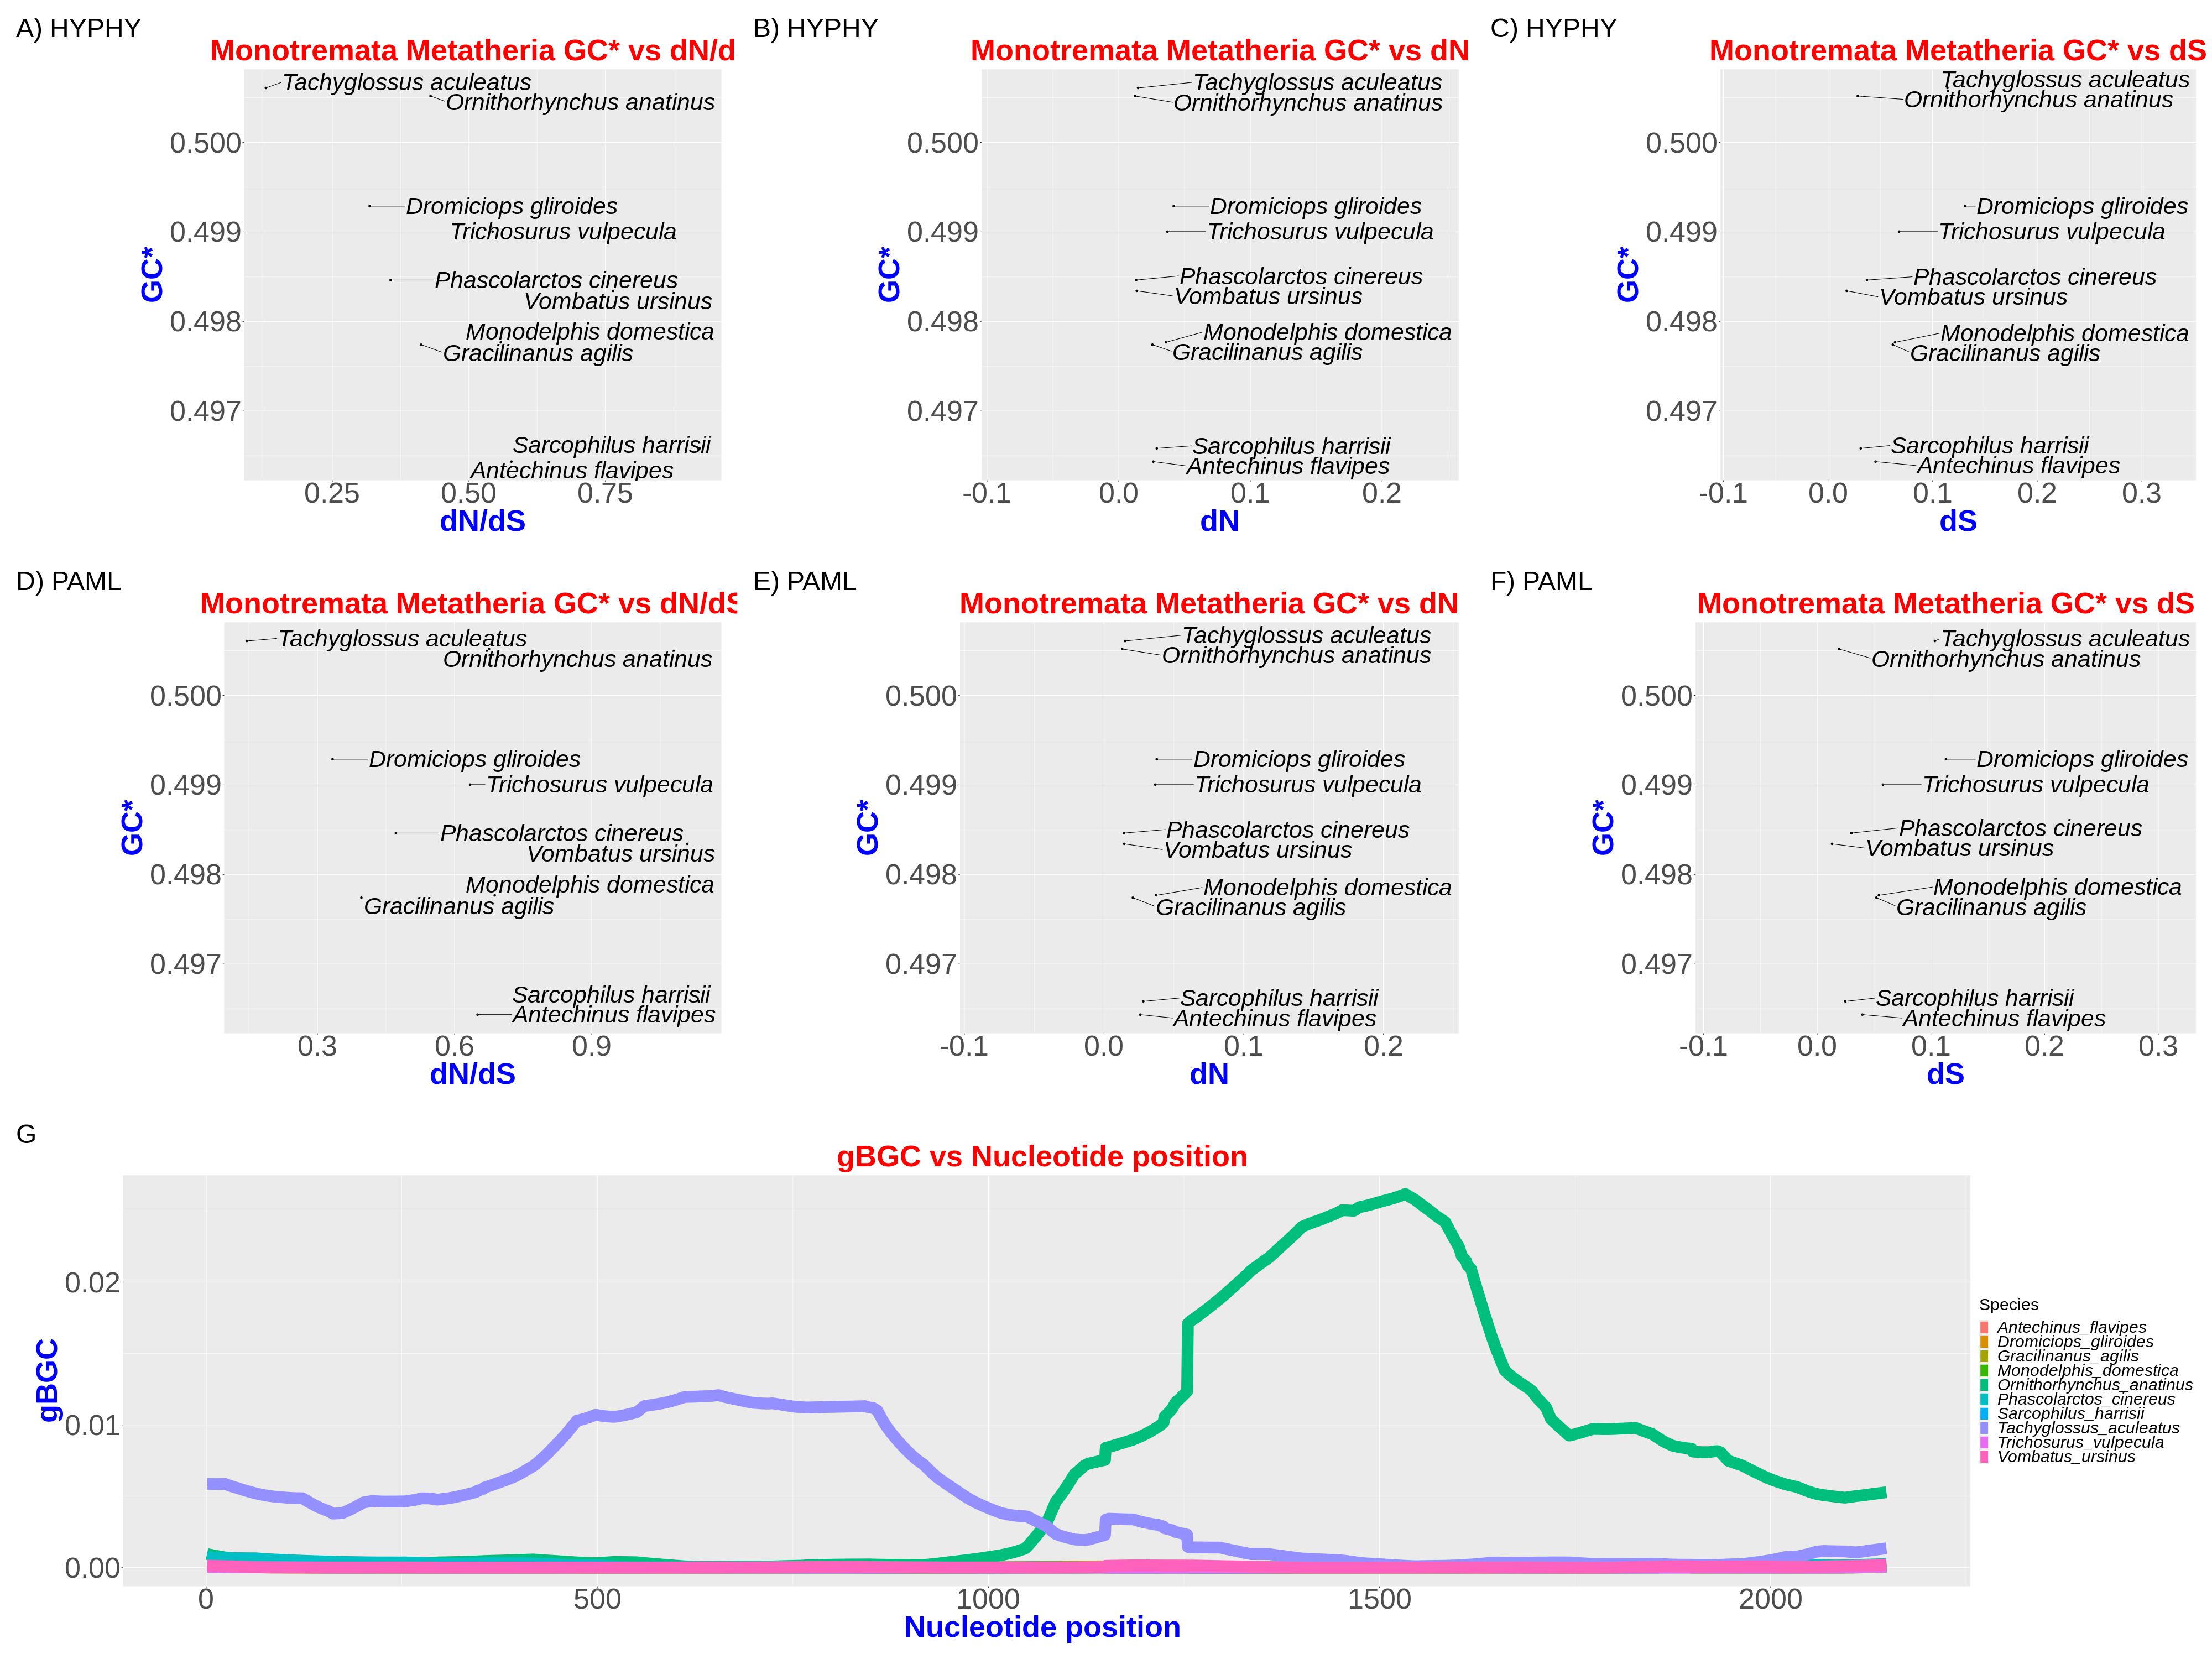 A) HYPHY
Monotremata Metatheria GC* vs dN/d
Tachyglossus aculeatus
Ornithorhynchus anatinus
0.500
Dromiciops gliroides
0.499
Trichosurus vulpecula
Phascolarctos cinereus
Vombatus ursinus
0.498
Monodelphis domestica
Gracilinanus agilis
0.497
Sarcophilus harrisii
Antechinus flavipes
GC*
0.25 0.50 0.75
dN/dS
B) HYPHY
Monotremata Metatheria GC* vs dN
Tachyglossus aculeatus
Ornithorhynchus anatinus
0.500
Dromiciops gliroides
0.499
Trichosurus vulpecula
Phascolarctos cinereus
Vombatus ursinus
0.498
Monodelphis domestica
Gracilinanus agilis
0.497
Sarcophilus harrisii
Antechinus flavipes
GC*
-0.1 0.0 0.1 0.2
dN
C) HYPHY
Monotremata Metatheria GC* vs dS
Tachyglossus aculeatus
Ornithorhynchus anatinus
0.500
Dromiciops gliroides
0.499
Trichosurus vulpecula
Phascolarctos cinereus
Vombatus ursinus
0.498
Monodelphis domestica
Gracilinanus agilis
0.497
Sarcophilus harrisii
Antechinus flavipes
GC*
-0.1 0.0 0.1 0.2 0.3
dS
D) PAML
Monotremata Metatheria GC* vs dN/dS
Tachyglossus aculeatus
Ornithorhynchus anatinus
0.500
Dromiciops gliroides
0.499
Trichosurus vulpecula
Phascolarctos cinereus
Vombatus ursinus
0.498
Monodelphis domestica
Gracilinanus agilis
0.497
Sarcophilus harrisii
Antechinus flavipes
GC*
0.3 0.6 0.9
dN/dS
E) PAML
Monotremata Metatheria GC* vs dN
Tachyglossus aculeatus
Ornithorhynchus anatinus
0.500
Dromiciops gliroides
0.499
Trichosurus vulpecula
Phascolarctos cinereus
Vombatus ursinus
0.498
Monodelphis domestica
Gracilinanus agilis
0.497
Sarcophilus harrisii
Antechinus flavipes
GC*
-0.1 0.0 0.1 0.2
dN
F) PAML
Monotremata Metatheria GC* vs dS
Tachyglossus aculeatus
Ornithorhynchus anatinus
0.500
Dromiciops gliroides
0.499
Trichosurus vulpecula
Phascolarctos cinereus
Vombatus ursinus
0.498
Monodelphis domestica
Gracilinanus agilis
0.497
Sarcophilus harrisii
Antechinus flavipes
GC*
-0.1 0.0 0.1 0.2 0.3
dS
G
gBGC vs Nucleotide position
0.02
0.01
0.00
gBGC
0 500 1000 1500 2000
Nucleotide position
Species
Antechinus_flavipes
Dromiciops_gliroides
Gracilinanus_agilis
Monodelphis_domestica
Ornithorhynchus_anatinus
Phascolarctos_cinereus
Sarcophilus_harrisii
Tachyglossus_aculeatus
Trichosurus_vulpecula
Vombatus_ursinus